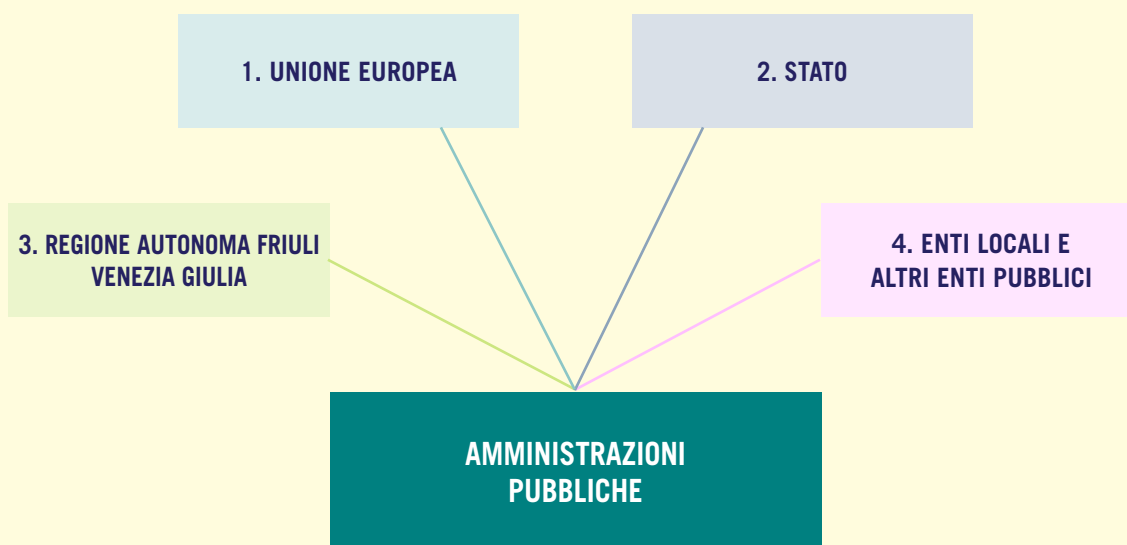 1. UNIONE EUROPEA
2. STATO
3. REGIONE AUTONOMA FRIULI
VENEZIA GIULIA
4. ENTI LOCALI E
ALTRI ENTI PUBBLICI
AMMINISTRAZIONI
PUBBLICHE